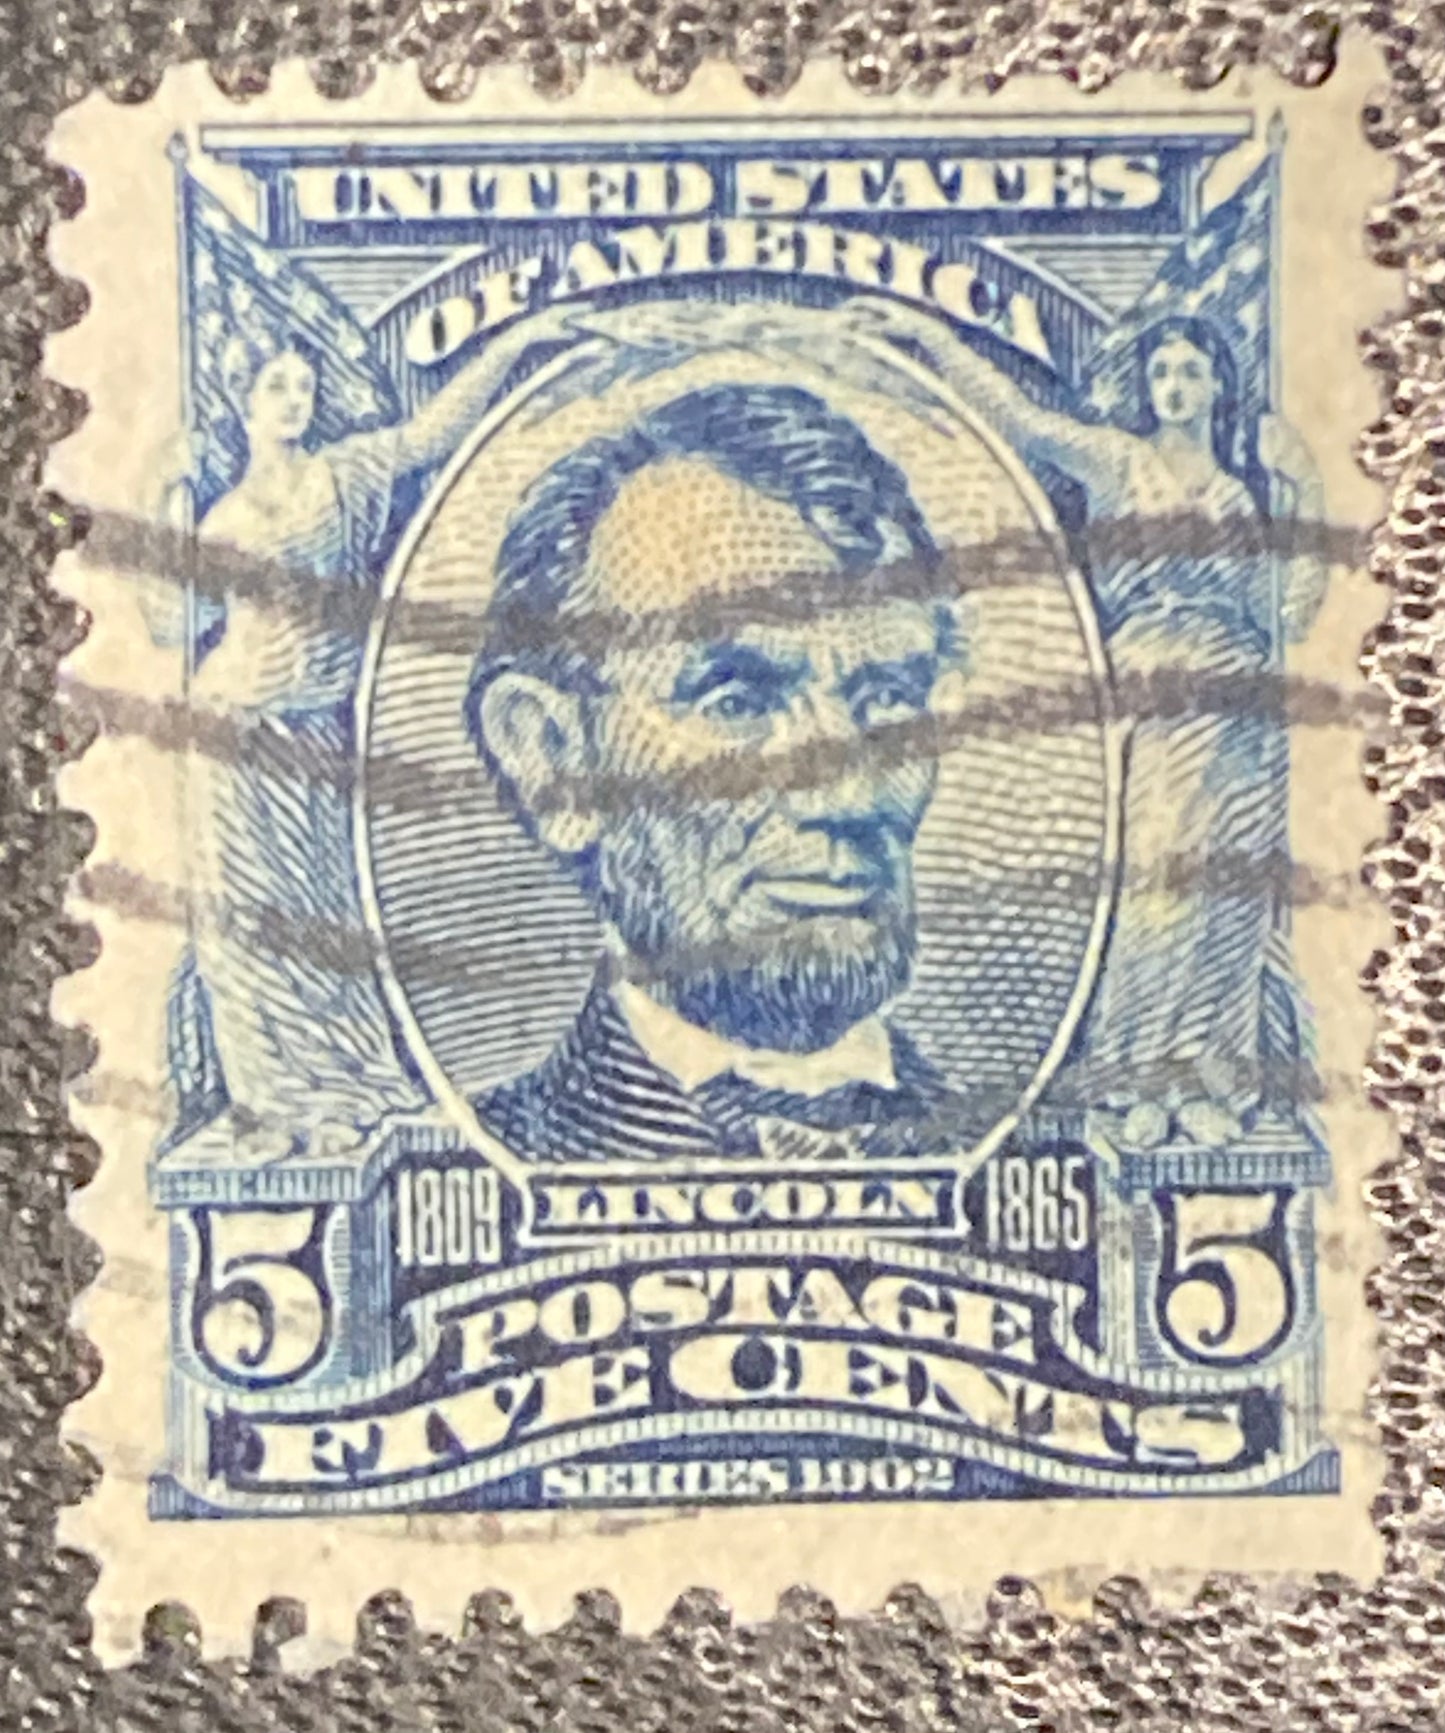 UNITED STATES
OF AMERICA
1809 LINCOLN 1865
5 POSTAGE 5
FIVE CENTS
SERIES 1902